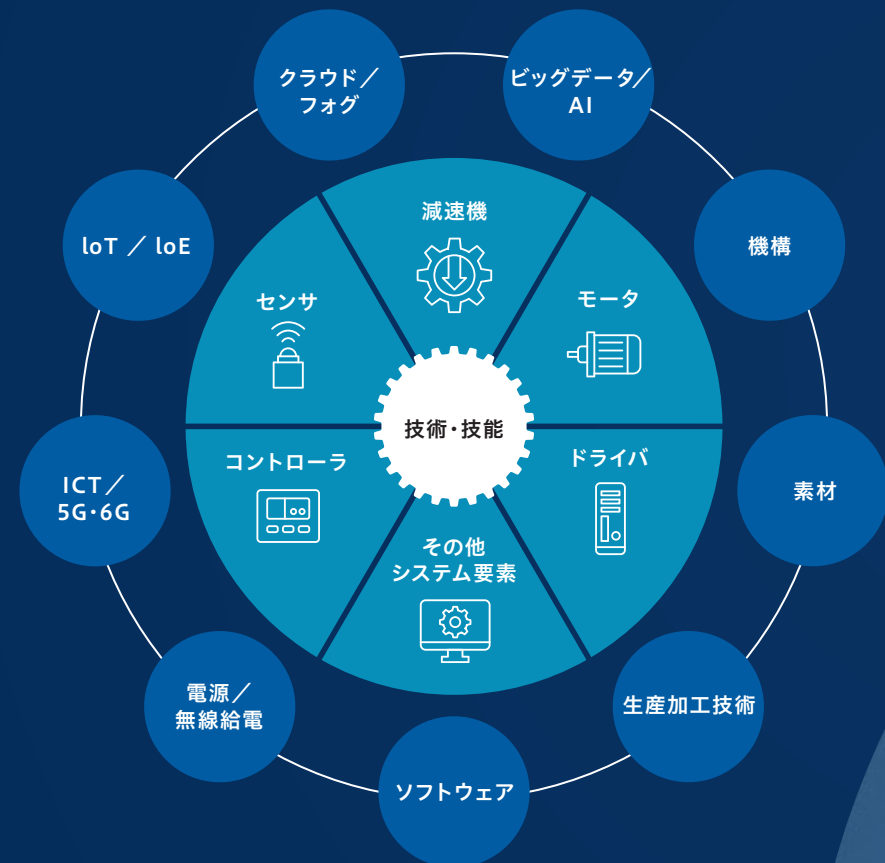 クラウド／
フォグ
ビッグデータ／
AI
IoT ／ IoE
機構
減速機
センサ
モータ
技術・技能
コントローラ
ドライバ
ICT／
5G・6G
素材
その他
システム要素
電源／
無線給電
生産加工技術
ソフトウェア